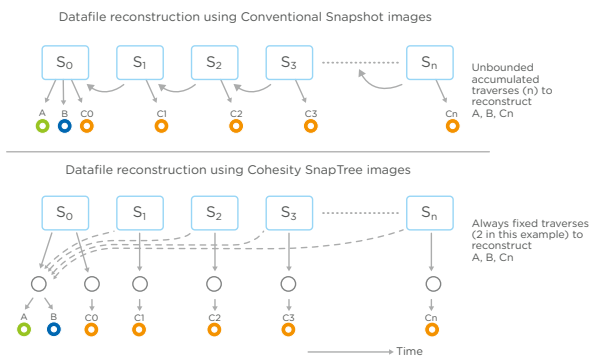 Datafile reconstruction using Conventional Snapshot images
S0 S1 S2 S3 Sn
Unbounded
accumulated
traverses (n) to
reconstruct
A, B, Cn
A B C0 C1 C2 C3 Cn
Datafile reconstruction using Cohesity SnapTree images
S0 S1 S2 S3 Sn
Always fixed traverses
(2 in this example) to
reconstruct
A, B, Cn
A B C0 C1 C2 C3 Cn
Time